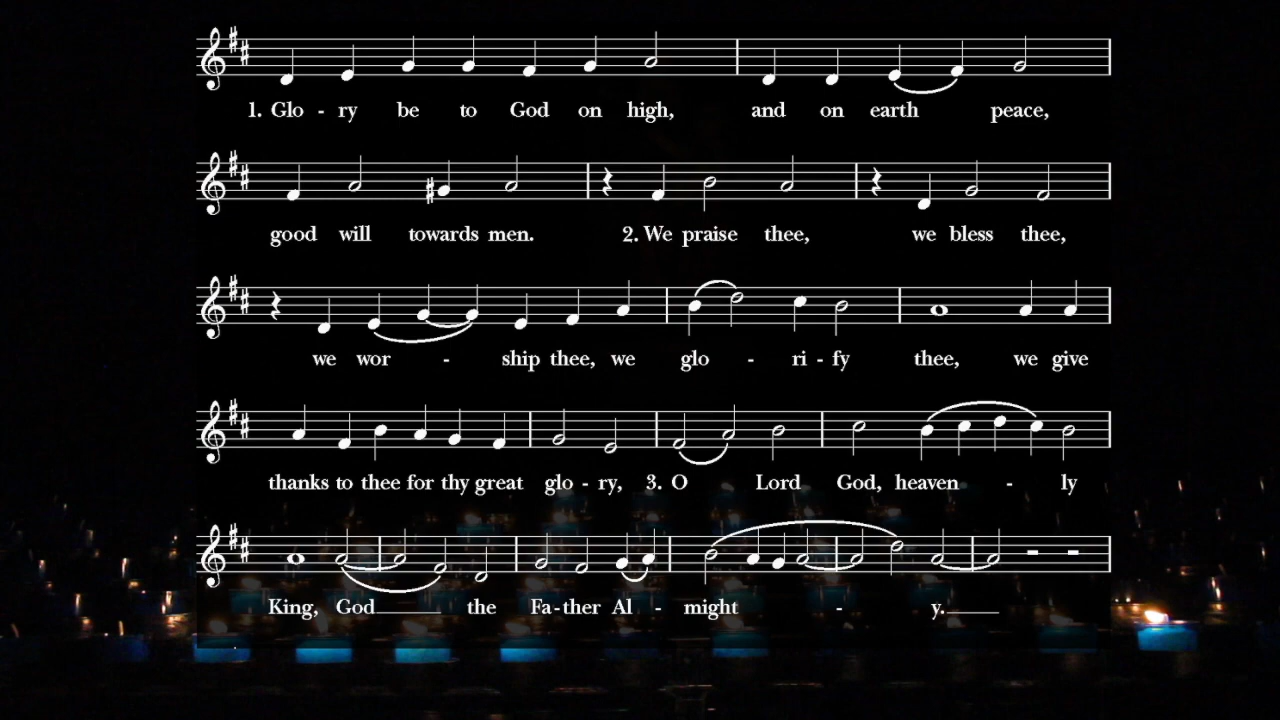 1. Glo - ry be to God on high, and on earth peace,
good will towards men. 2. We praise thee, we bless thee,
we wor - ship thee, we glo - ri - fy thee, we give
thanks to thee for thy great glo - ry, 3. O Lord God, heaven - ly
King, God___ the Fa - ther Al - might - y.___